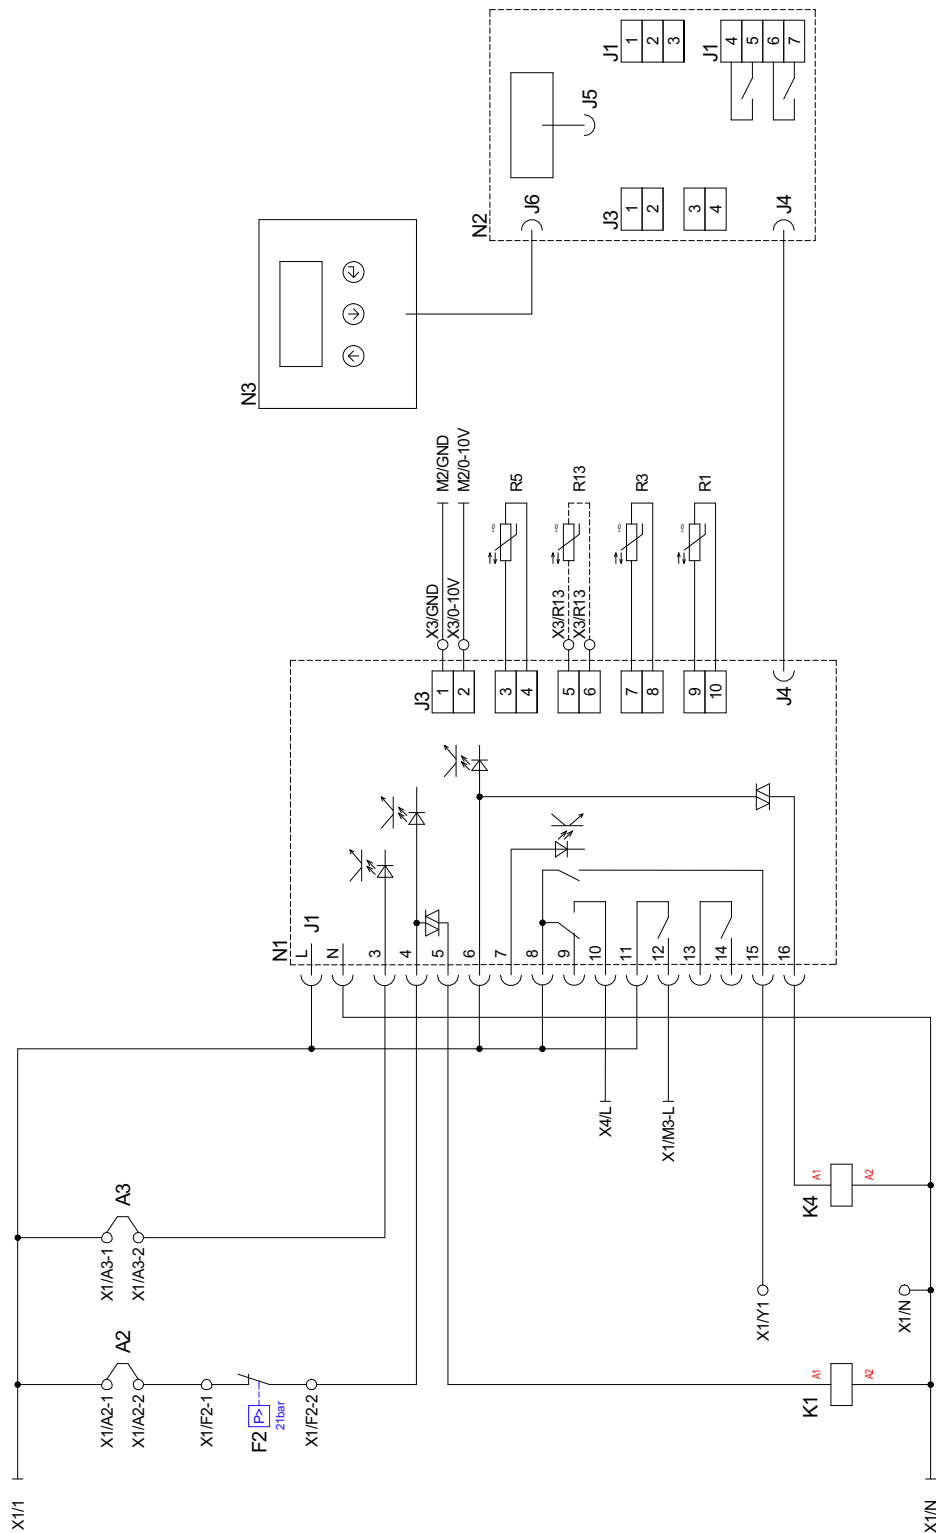 N3
N2
J6
J5
J1
1
2
3
J1
4
5
6
7
J3
1
2
3
4
J4
M2/GND
M2/0-10V
X3/GND
X3/0-10V
R5
R13
X3/R13
X3/R13
R3
R1
J3
1
2
3
4
5
6
7
8
9
10
J4
N1
J1
L
N
3
4
5
6
7
8
9
10
11
12
13
14
15
16
X4/L
X1/M3-L
A3
X1/A3-1
X1/A3-2
A2
X1/A2-1
X1/A2-2
X1/F2-1
F2
P>
21bar
X1/F2-2
K4
A1
A2
X1/Y1
X1/N
K1
A1
A2
X1/1
X1/N